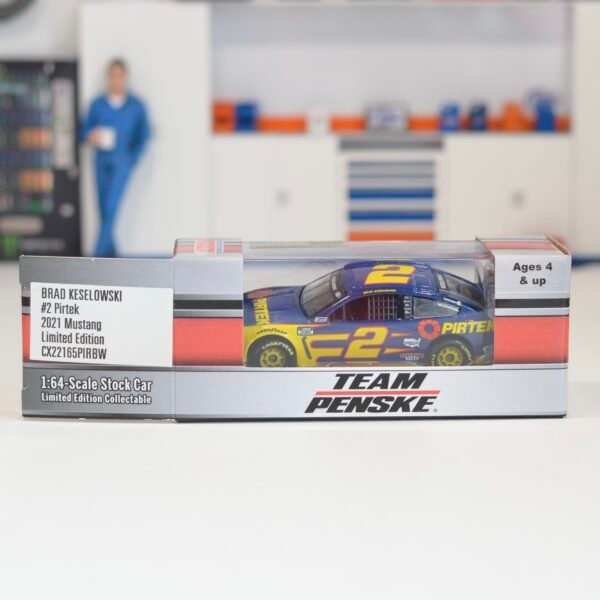 BRAD KESELOWSKI
#2 Pirtek
2021 Mustang
Limited Edition
CX22165PIRBW
1:64-Scale Stock Car
Limited Edition Collectable
2
2
PIRTEK
GOODYEAR
Ages 4
& up
TEAM
PENSKE